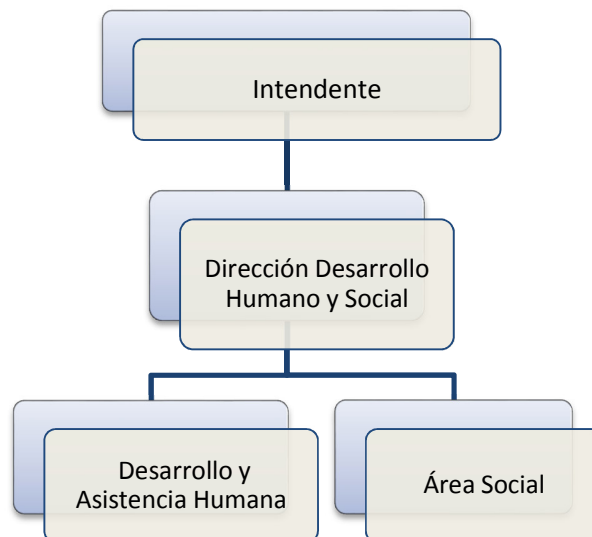 Intendente
Dirección Desarrollo
Humano y Social
Desarrollo y
Asistencia Humana
Área Social